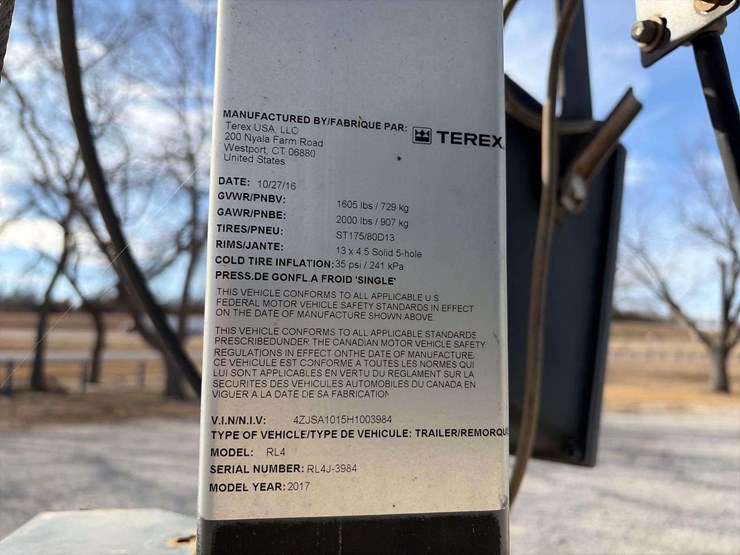 MANUFACTURED BY/FABRIQUE PAR: TEREX
Terex USA, LLC
200 Nyala Farm Road
Westport, CT 06880
United States
DATE: 10/27/16
GVWR/PNBV: 1605 lbs / 729 kg
GAWR/PNBE: 2000 lbs / 907 kg
TIRES/PNEU: ST175/80D13
RIMS/JANTE: 13 x 4.5 Solid 5-hole
COLD TIRE INFLATION: 35 psi / 241 kPa
PRESS.DE GONFL.A FROID 'SINGLE'
THIS VEHICLE CONFORMS TO ALL APPLICABLE U.S.
FEDERAL MOTOR VEHICLE SAFETY STANDARDS IN EFFECT
ON THE DATE OF MANUFACTURE SHOWN ABOVE.
THIS VEHICLE CONFORMS TO ALL APPLICABLE STANDARDS
PRESCRIBEDUNDER THE CANADIAN MOTOR VEHICLE SAFETY
REGULATIONS IN EFFECT ONTHE DATE OF MANUFACTURE.
CE VEHICULE EST CONFORME A TOUTES LES NORMES QUI
LUI SONT APPLICABLES EN VERTU DU REGLEMENT SUR LA
SECURITES DES VEHICULES AUTOMOBILES DU CANADA EN
VIGUER A LA DATE DE SA FABRICATION
V.I.N/N.I.V: 4ZJSA1015H1003984
TYPE OF VEHICLE/TYPE DE VEHICULE: TRAILER/REMORQU
MODEL: RL4
SERIAL NUMBER: RL4J-3984
MODEL YEAR: 2017